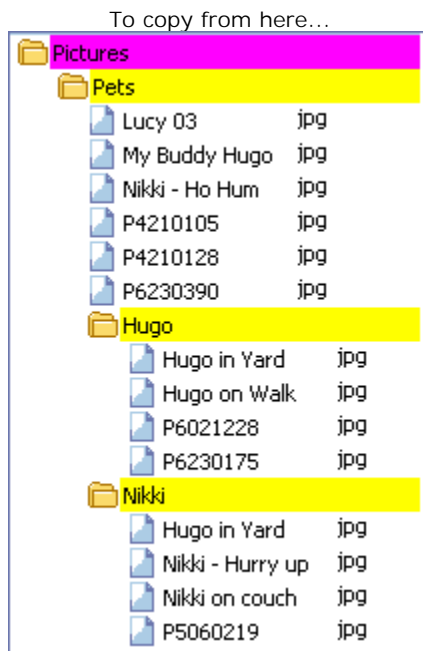 To copy from here...
Pictures
Pets
Lucy 03 jpg
My Buddy Hugo jpg
Nikki - Ho Hum jpg
P4210105 jpg
P4210128 jpg
P6230390 jpg
Hugo
Hugo in Yard jpg
Hugo on Walk jpg
P6021228 jpg
P6230175 jpg
Nikki
Hugo in Yard jpg
Nikki - Hurry up jpg
Nikki on couch jpg
P5060219 jpg